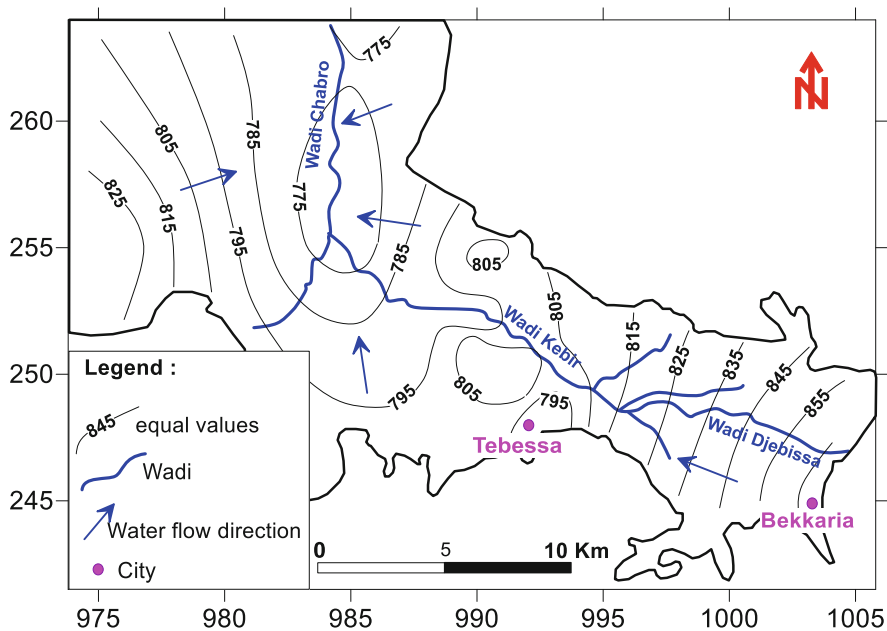 775
N
260
Wadi Chabro
805
785
825
815
775
795
785
255
805
805
Wadi Kebir
815
825
835
845
855
250
Legend :
845
equal values
Wadi
Water flow direction
City
795
805
795
Wadi Djebissa
Tebessa
Bekkaria
245
0 5 10 Km
975 980 985 990 995 1000 1005